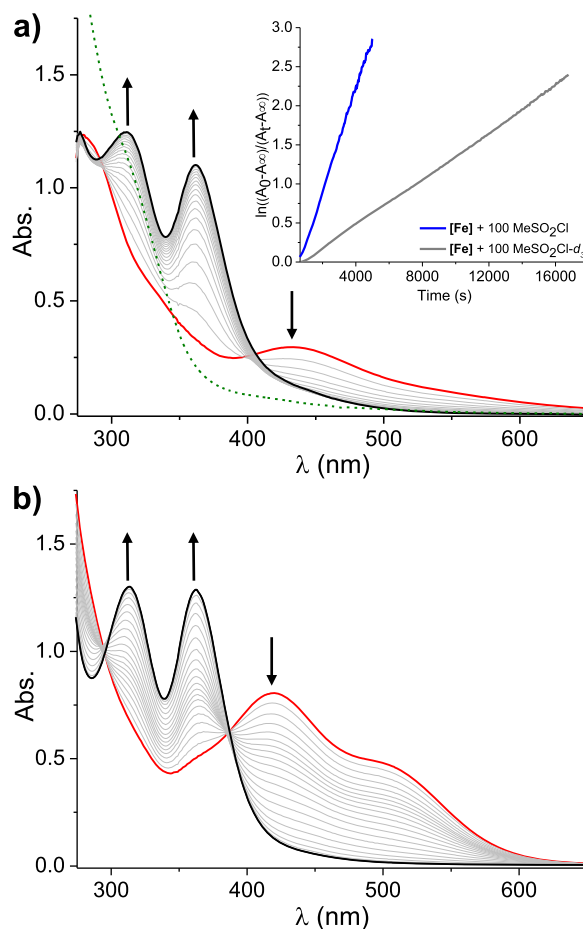 a)
1.5
1.0
0.5
0.0
Abs.
300
400
500
600
λ (nm)
3.0
2.5
2.0
1.5
1.0
0.5
0.0
ln((A0-A∞)/(At-A∞))
4000
8000
12000
16000
Time (s)
[Fe] + 100 MeSO2Cl
[Fe] + 100 MeSO2Cl-d3
b)
1.5
1.0
0.5
0.0
Abs.
300
400
500
600
λ (nm)